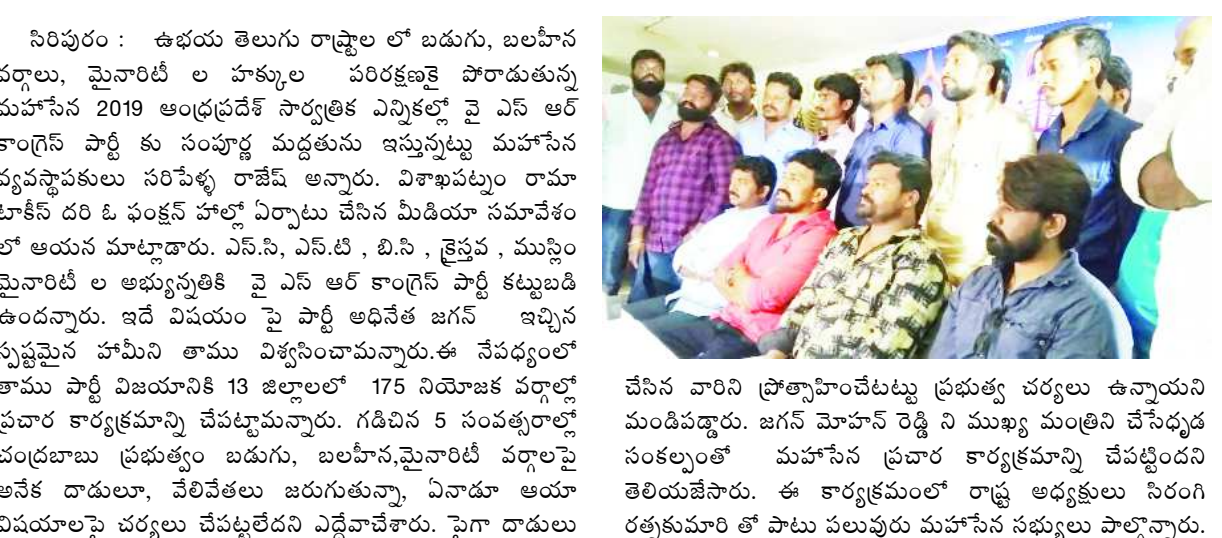 సిరిపురం : ఉభయ తెలుగు రాష్ట్రాల లో బడుగు, బలహీన
వర్గాలు, మైనారిటీ ల హక్కుల పరిరక్షణకై పోరాడుతున్న
మహాసేన 2019 ఆంధ్రప్రదేశ్ సార్వత్రిక ఎన్నికల్లో వై ఎస్ ఆర్
కాంగ్రెస్ పార్టీ కు సంపూర్ణ మద్దతును ఇస్తున్నట్టు మహాసేన
వ్యవస్థాపకులు సరిపేళ్ళ రాజేష్ అన్నారు. విశాఖపట్నం రామా
టాకీస్ దరి ఓ ఫంక్షన్ హాల్లో ఏర్పాటు చేసిన మీడియా సమావేశం
లో ఆయన మాట్లాడారు. ఎస్.సి, ఎస్.టి , బి.సి , క్రైస్తవ , ముస్లిం
మైనారిటీ ల అభ్యున్నతికి వై ఎస్ ఆర్ కాంగ్రెస్ పార్టీ కట్టుబడి
ఉందన్నారు. ఇదే విషయం పై పార్టీ అధినేత జగన్ ఇచ్చిన
స్పష్టమైన హామీని తాము విశ్వసించామన్నారు.ఈ నేపధ్యంలో
తాము పార్టీ విజయానికి 13 జిల్లాలలో 175 నియోజక వర్గాల్లో
ప్రచార కార్యక్రమాన్ని చేపట్టామన్నారు. గడిచిన 5 సంవత్సరాల్లో
చంద్రబాబు ప్రభుత్వం బడుగు, బలహీన,మైనారిటీ వర్గాలపై
అనేక దాడులూ, వేలివేతలు జరుగుతున్నా, ఏనాడూ ఆయా
విషయాలపై చర్యలు చేపట్టలేదని ఎద్దేవాచేశారు. పైగా దాడులు
చేసిన వారిని ప్రోత్సాహించేటట్టు ప్రభుత్వ చర్యలు ఉన్నాయని
మండిపడ్డారు. జగన్ మోహన్ రెడ్డి ని ముఖ్య మంత్రిని చేసేధృడ
సంకల్పంతో మహాసేన ప్రచార కార్యక్రమాన్ని చేపట్టిందని
తెలియజేసారు. ఈ కార్యక్రమంలో రాష్ట్ర అధ్యక్షులు సిరంగి
రత్నకుమారి తో పాటు పలువురు మహాసేన సభ్యులు పాల్గొన్నారు.